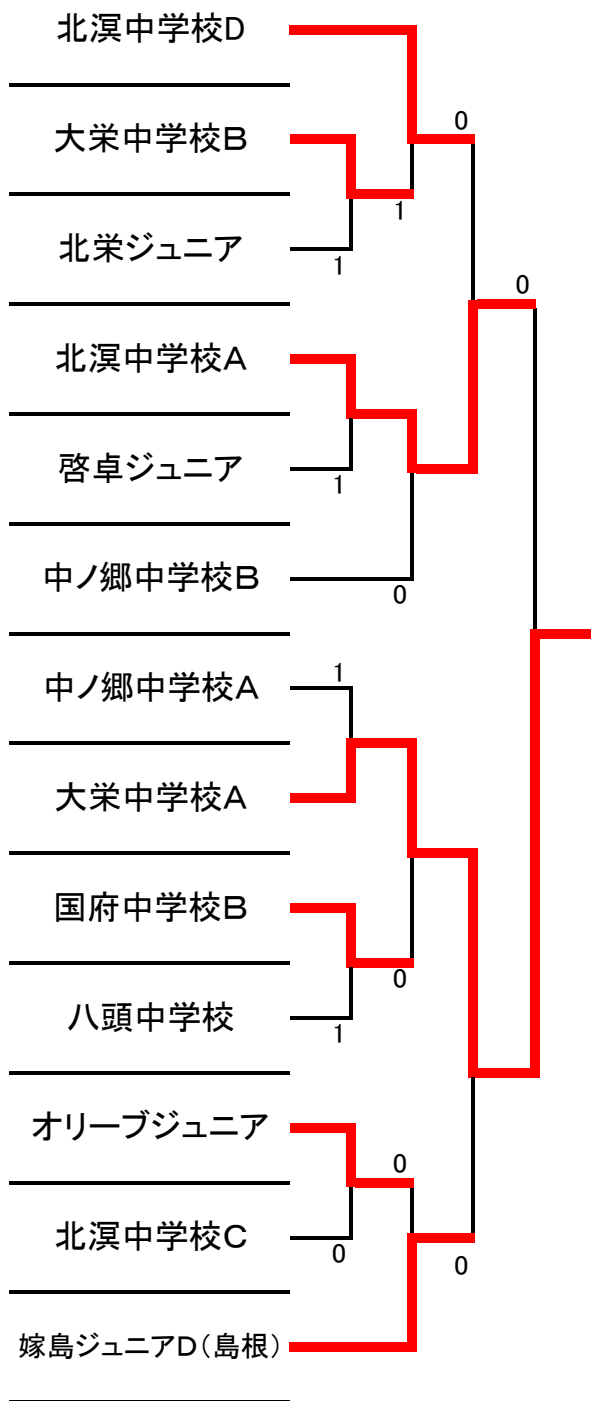 北溟中学校D
0
大栄中学校B
1
北栄ジュニア
1
0
北溟中学校A
啓卓ジュニア
1
中ノ郷中学校B
0
中ノ郷中学校A
1
大栄中学校A
国府中学校B
0
八頭中学校
1
オリーブジュニア
0
北溟中学校C
0
0
嫁島ジュニアD(島根)